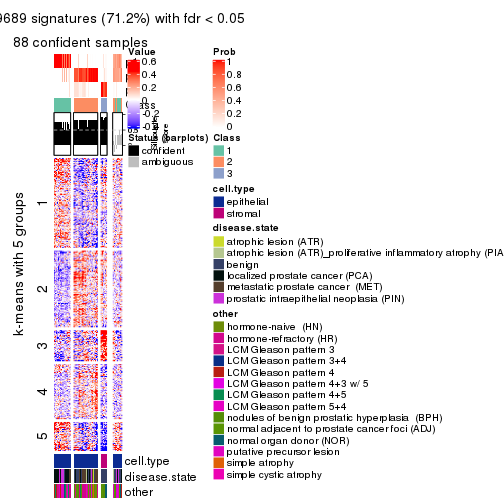 9689 signatures (71.2%) with fdr < 0.05
88 confident samples
Value
0.6
0.4
0.2
0
-0.2
-0.4
-0.6
Status (barplots)
confident
ambiguous
Prob
1
0.8
0.6
0.4
0.2
0
Class
1
2
3
cell.type
epithelial
stromal
disease.state
atrophic lesion (ATR)
atrophic lesion (ATR)_proliferative inflammatory atrophy (PIA
benign
localized prostate cancer (PCA)
metastatic prostate cancer (MET)
prostatic intraepithelial neoplasia (PIN)
other
hormone-naive (HN)
hormone-refractory (HR)
LCM Gleason pattern 3
LCM Gleason pattern 3+4
LCM Gleason pattern 4
LCM Gleason pattern 4+3 w/ 5
LCM Gleason pattern 4+5
LCM Gleason pattern 5+4
nodules of benign prostatic hyperplasia (BPH)
normal adjacent to prostate cancer foci (ADJ)
normal organ donor (NOR)
putative precursor lesion
simple atrophy
simple cystic atrophy
k-means with 5 groups
1
2
3
4
5
cell.type
disease.state
other